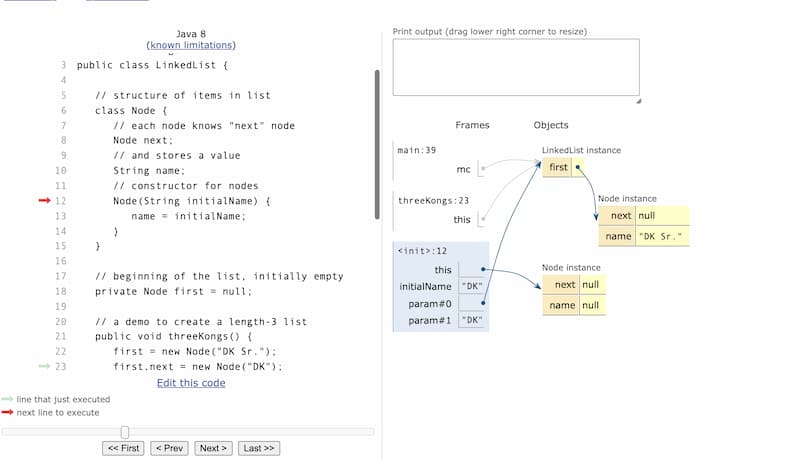 Java 8
(known limitations)
3 public class LinkedList {
4
5 // structure of items in list
6 class Node {
7 // each node knows "next" node
8 Node next;
9 // and stores a value
10 String name;
11 // constructor for nodes
12 Node(String initialName) {
13 name = initialName;
14 }
15 }
16
17 // beginning of the list, initially empty
18 private Node first = null;
19
20 // a demo to create a length-3 list
21 public void threeKongs() {
22 first = new Node("DK Sr.");
23 first.next = new Node("DK");
Edit this code
line that just executed
next line to execute
<< First
< Prev
Next >
Last >>
Print output (drag lower right corner to resize)
Frames
Objects
main:39
mc
threeKongs:23
this
<init>:12
this
initialName "DK"
param#0
param#1 "DK"
LinkedList instance
first
Node instance
next null
name "DK Sr."
Node instance
next null
name null